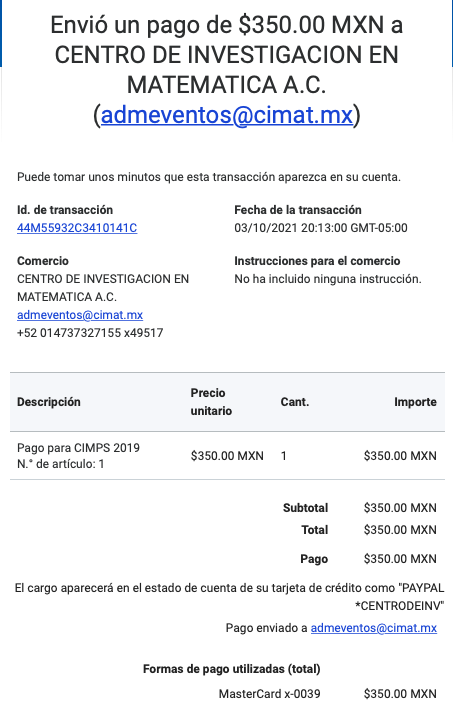 Envió un pago de $350.00 MXN a
CENTRO DE INVESTIGACION EN
MATEMATICA A.C.
(admeventos@cimat.mx)
Puede tomar unos minutos que esta transacción aparezca en su cuenta.
Id. de transacción
44M55932C3410141C
Fecha de la transacción
03/10/2021 20:13:00 GMT-05:00
Comercio
CENTRO DE INVESTIGACION EN
MATEMATICA A.C.
admeventos@cimat.mx
+52 014737327155 x49517
Instrucciones para el comercio
No ha incluido ninguna instrucción.
Descripción Precio unitario Cant. Importe
Pago para CIMPS 2019 $350.00 MXN 1 $350.00 MXN
N.° de artículo: 1
Subtotal $350.00 MXN
Total $350.00 MXN
Pago $350.00 MXN
El cargo aparecerá en el estado de cuenta de su tarjeta de crédito como "PAYPAL
*CENTRODEINV"
Pago enviado a admeventos@cimat.mx
Formas de pago utilizadas (total)
MasterCard x-0039 $350.00 MXN